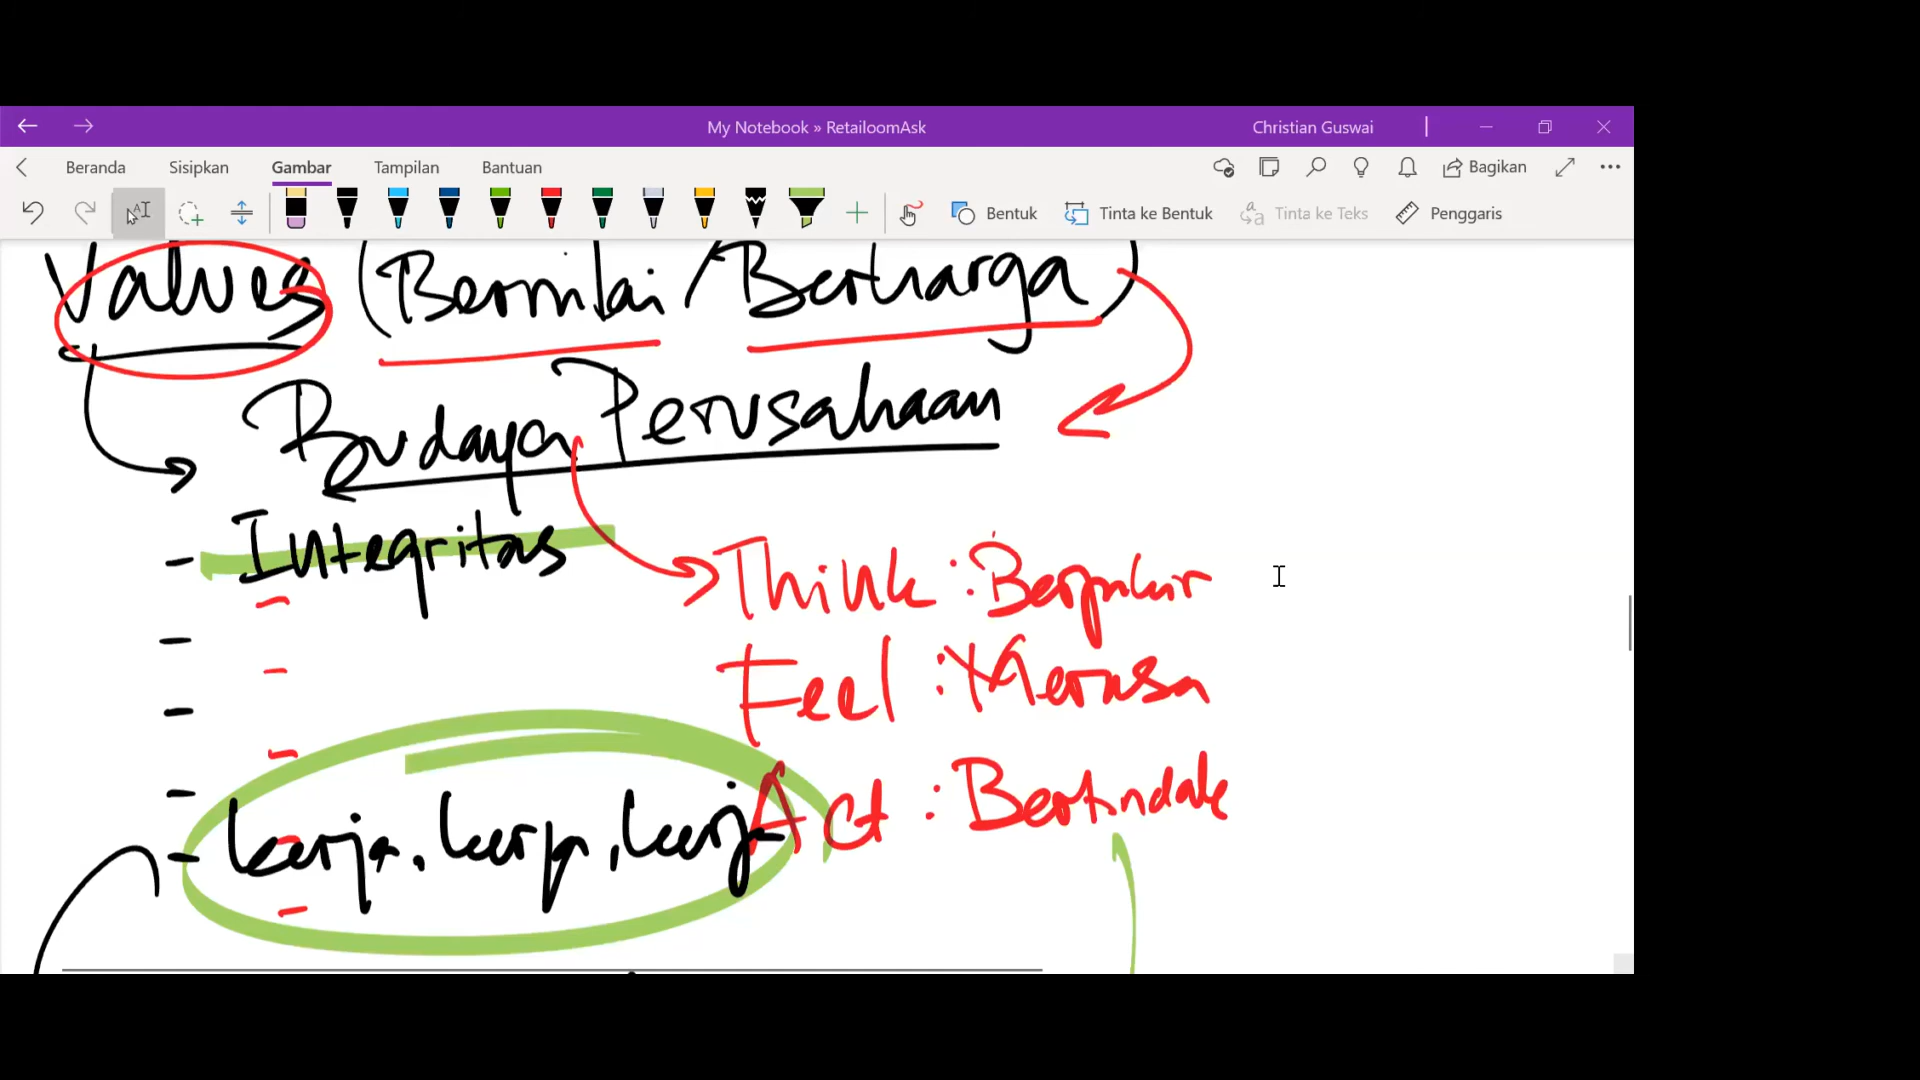 My Notebook » RetailoomAsk
Christian Guswai
Beranda Sisipkan Gambar Tampilan Bantuan
Bagikan
Bentuk Tinta ke Bentuk Tinta ke Teks Penggaris
Values (Bernilai / Berharga)
Budaya Perusahaan
- Integritas
Think : Berpikir
Feel : Merasa
Act : Bertindak
- kerja, kerja, kerja